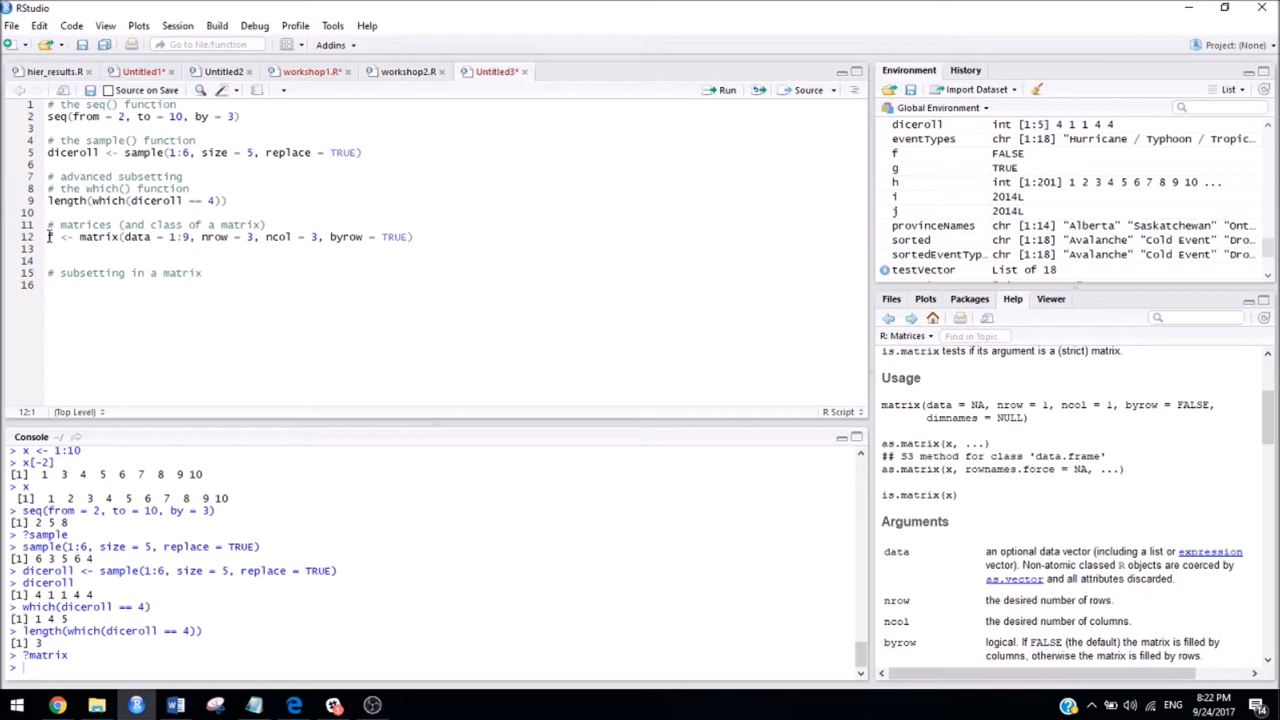 RStudio
File Edit Code View Plots Session Build Debug Profile Tools Help
Go to file/function Addins Project: (None)
hier_results.R Untitled1* Untitled2 workshop1.R* workshop2.R Untitled3*
Source on Save Run Source
1 # the seq() function
2 seq(from = 2, to = 10, by = 3)
3
4 # the sample() function
5 diceroll <- sample(1:6, size = 5, replace = TRUE)
6
7 # advanced subsetting
8 # the which() function
9 length(which(diceroll == 4))
10
11 # matrices (and class of a matrix)
12 f <- matrix(data = 1:9, nrow = 3, ncol = 3, byrow = TRUE)
13
14
15 # subsetting in a matrix
16
12:1 (Top Level) R Script
Console ~/
> x <- 1:10
> x[-2]
[1] 1 3 4 5 6 7 8 9 10
> x
[1] 1 2 3 4 5 6 7 8 9 10
> seq(from = 2, to = 10, by = 3)
[1] 2 5 8
> ?sample
> sample(1:6, size = 5, replace = TRUE)
[1] 6 3 5 6 4
> diceroll <- sample(1:6, size = 5, replace = TRUE)
> diceroll
[1] 4 1 1 4 4
> which(diceroll == 4)
[1] 1 4 5
> length(which(diceroll == 4))
[1] 3
> ?matrix
>
Environment History
Import Dataset List
Global Environment
diceroll int [1:5] 4 1 1 4 4
eventTypes chr [1:18] "Hurricane / Typhoon / Tropic…
f FALSE
g TRUE
h int [1:201] 1 2 3 4 5 6 7 8 9 10 ...
i 2014L
j 2014L
provinceNames chr [1:14] "Alberta" "Saskatchewan" "Ont…
sorted chr [1:18] "Avalanche" "Cold Event" "Dro…
sortedEventTyp… chr [1:18] "Avalanche" "Cold Event" "Dro…
testVector List of 18
Files Plots Packages Help Viewer
R: Matrices Find in Topic
is.matrix tests if its argument is a (strict) matrix.
Usage
matrix(data = NA, nrow = 1, ncol = 1, byrow = FALSE,
dimnames = NULL)
as.matrix(x, ...)
## S3 method for class 'data.frame'
as.matrix(x, rownames.force = NA, ...)
is.matrix(x)
Arguments
data an optional data vector (including a list or expression
vector). Non-atomic classed R objects are coerced by
as.vector and all attributes discarded.
nrow the desired number of rows.
ncol the desired number of columns.
byrow logical. If FALSE (the default) the matrix is filled by
columns, otherwise the matrix is filled by rows.
ENG 8:22 PM
9/24/2017